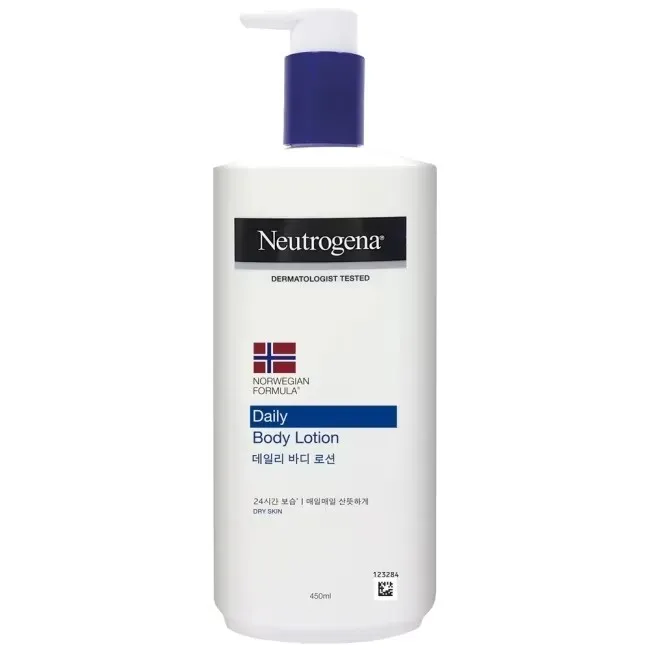 Neutrogena®
DERMATOLOGIST TESTED
NORWEGIAN
FORMULA™
Daily
Body Lotion
데일리 바디 로션
24시간 보습* | 매일매일 산뜻하게
DRY SKIN
123284
450ml